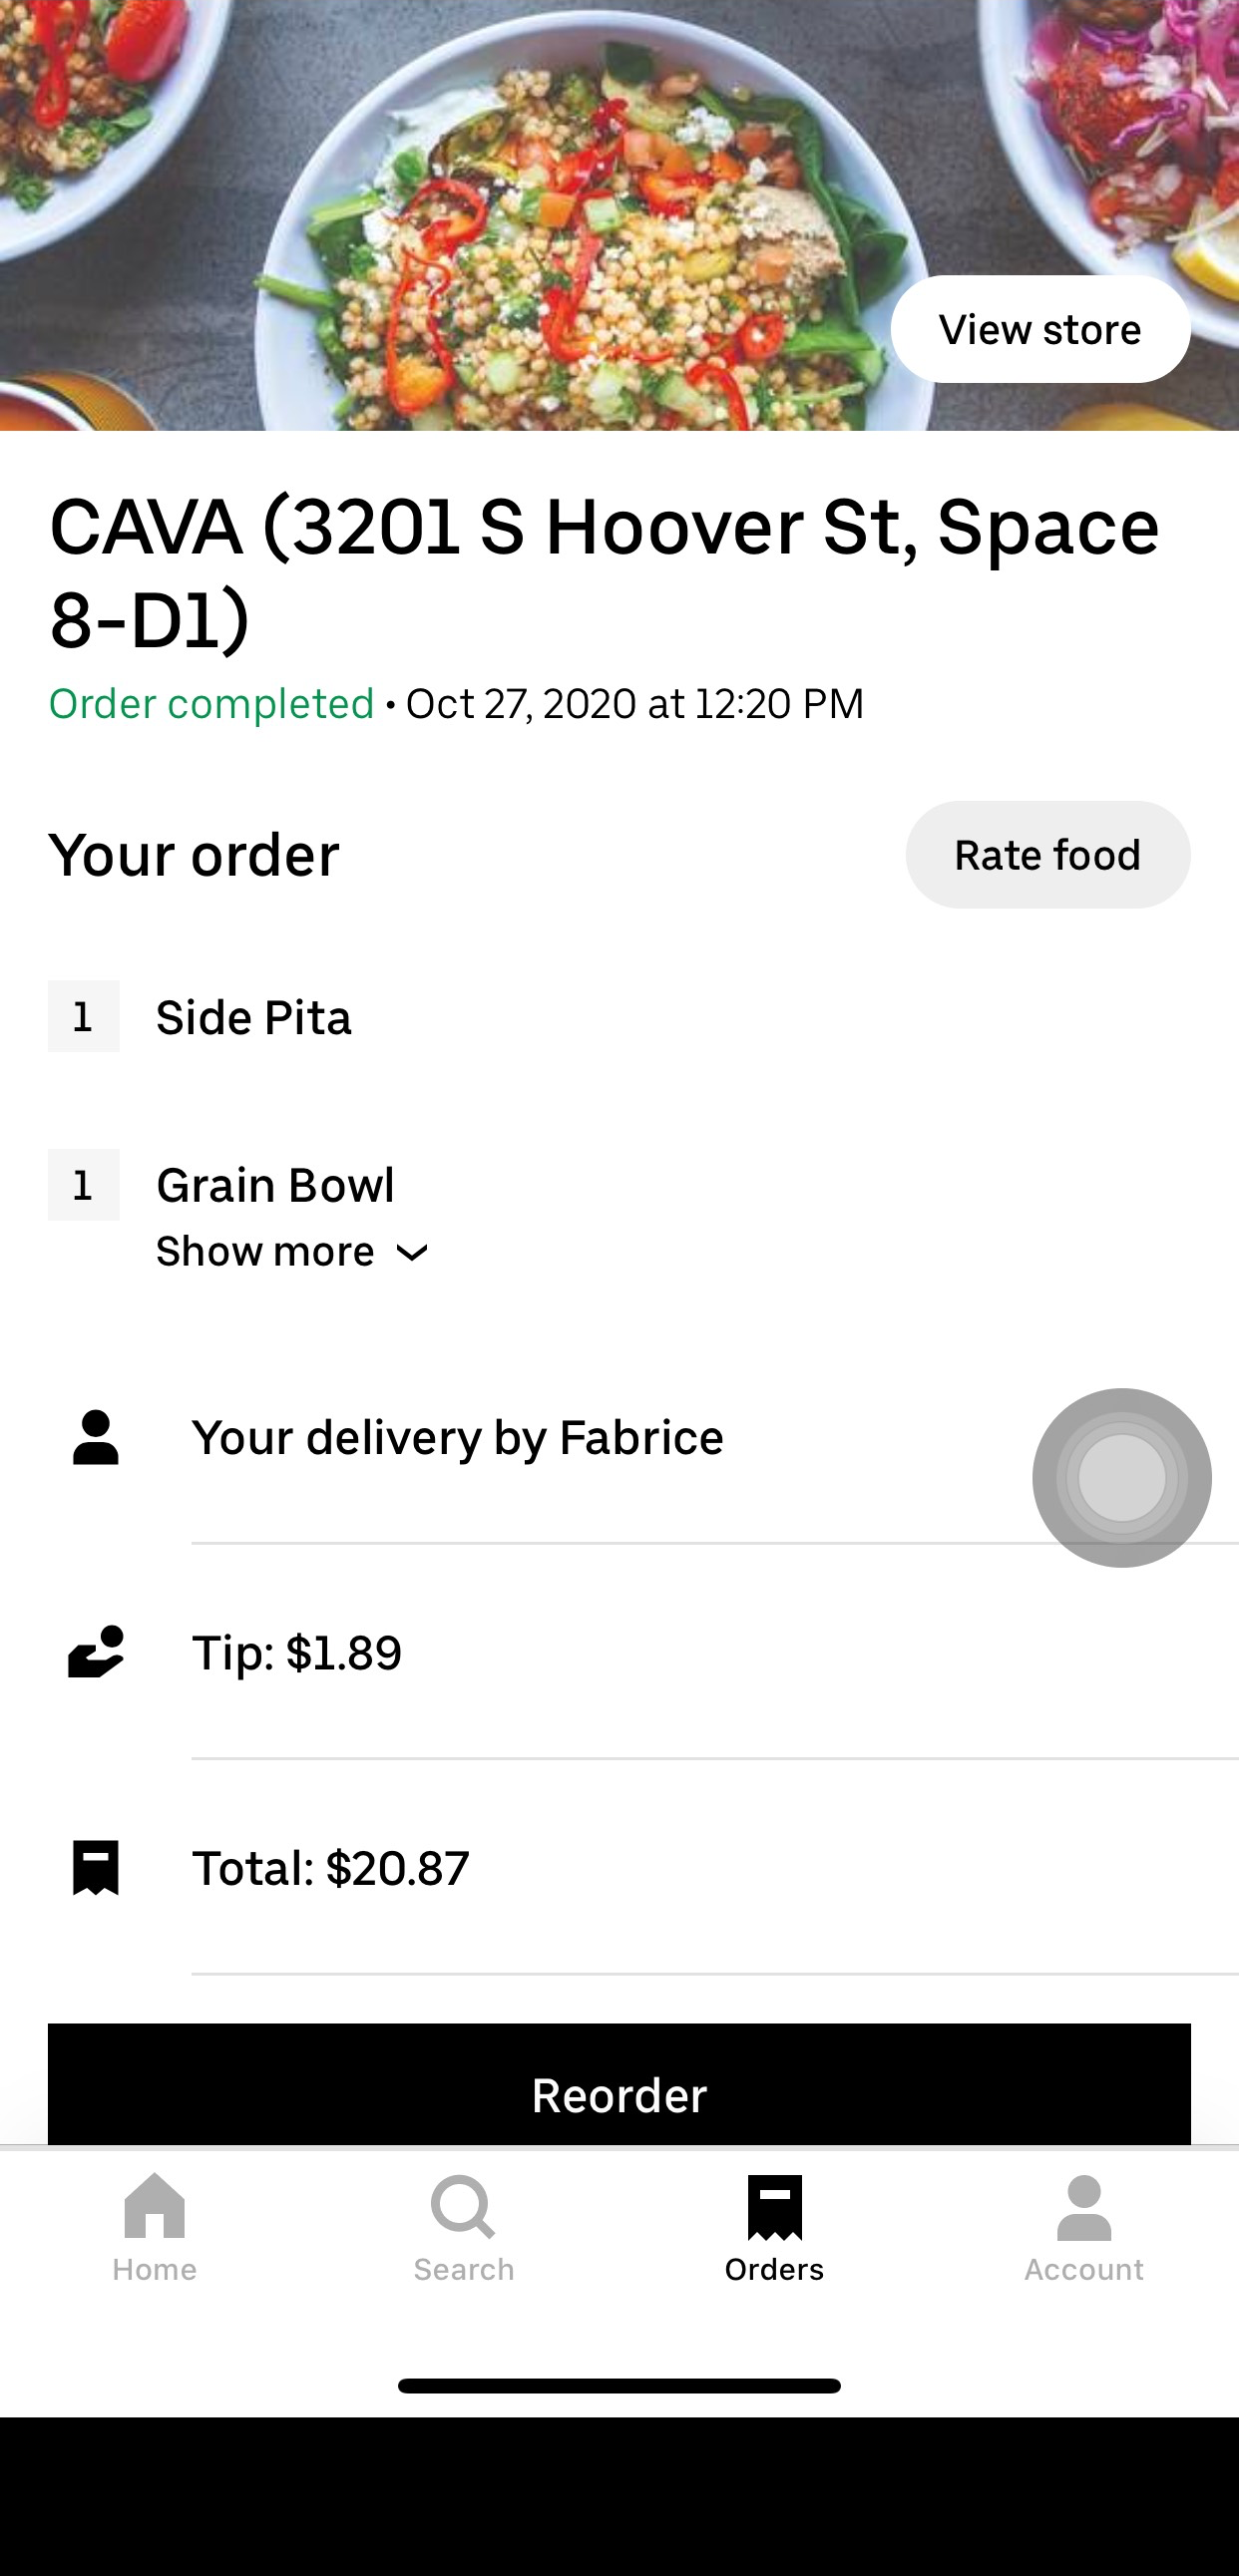 View store
CAVA (3201 S Hoover St, Space
8-D1)
Order completed • Oct 27, 2020 at 12:20 PM
Your order
Rate food
1 Side Pita
1 Grain Bowl
Show more
Your delivery by Fabrice
Tip: $1.89
Total: $20.87
Reorder
Home Search Orders Account